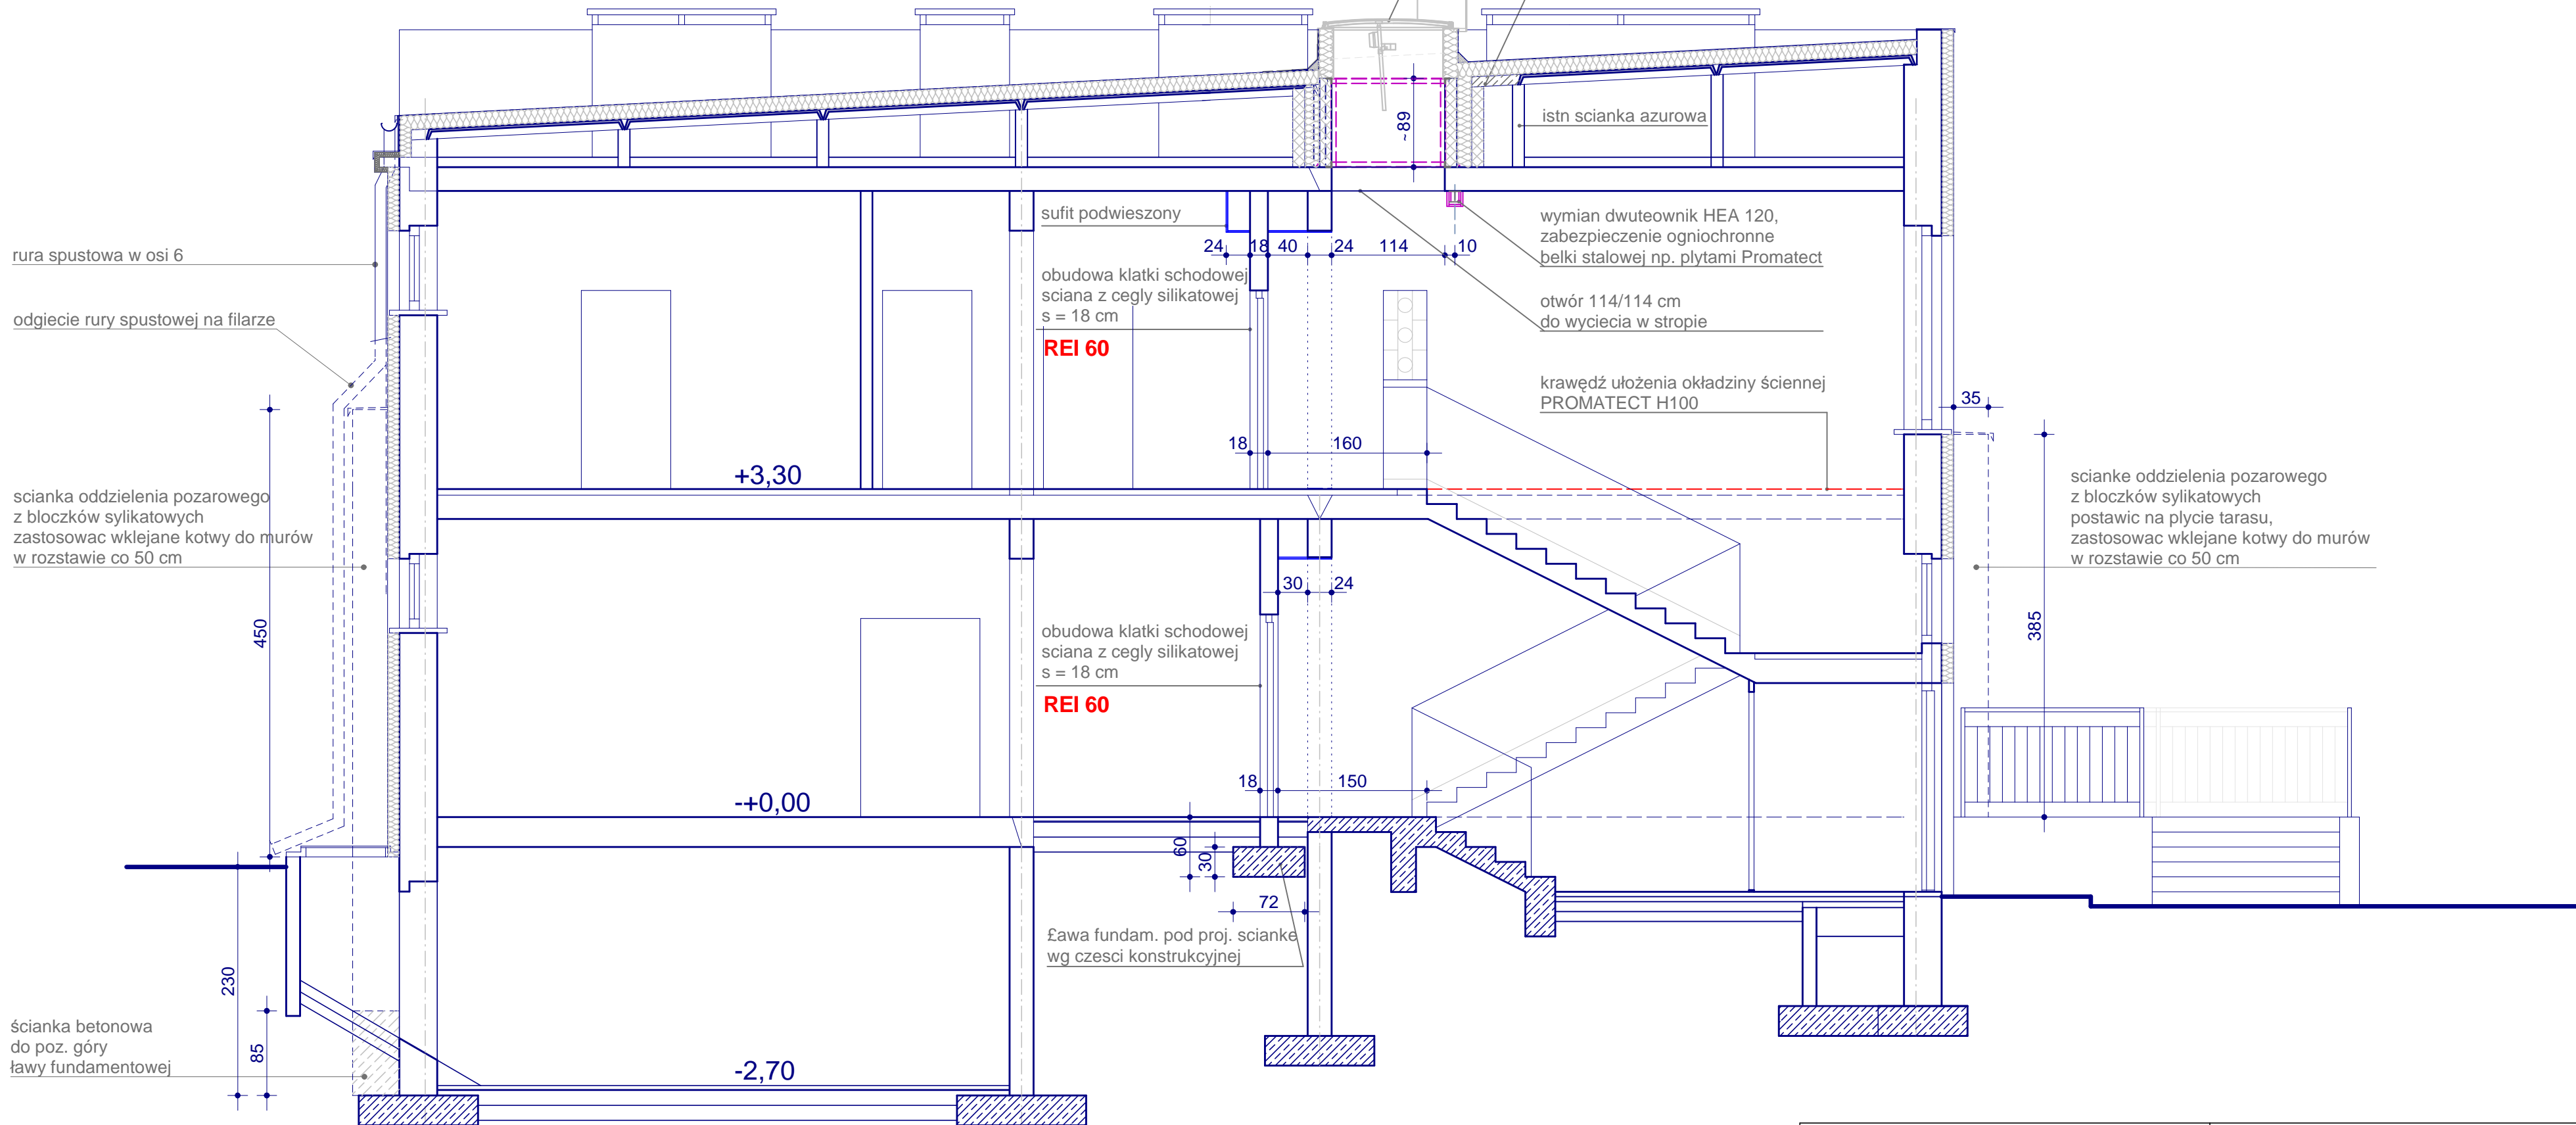 ~89
istn scianka azurowa
sufit podwieszony
24 18 40 24 114 10
wymian dwuteownik HEA 120,
zabezpieczenie ogniochronne
belki stalowej np. plytami Promatect
rura spustowa w osi 6
obudowa klatki schodowej
sciana z cegly silikatowej
s = 18 cm
REI 60
otwór 114/114 cm
do wyciecia w stropie
odgiecie rury spustowej na filarze
krawędź ułożenia okładziny ściennej
PROMATECT H100
35
18 160
+3,30
scianka oddzielenia pozarowego
z bloczków sylikatowych
zastosowac wklejane kotwy do murów
w rozstawie co 50 cm
scianke oddzielenia pozarowego
z bloczków sylikatowych
postawic na plycie tarasu,
zastosowac wklejane kotwy do murów
w rozstawie co 50 cm
30 24
450
385
obudowa klatki schodowej
sciana z cegly silikatowej
s = 18 cm
REI 60
18 150
-+0,00
60
30
72
£awa fundam. pod proj. scianke
wg czesci konstrukcyjnej
230
85
ścianka betonowa
do poz. góry
ławy fundamentowej
-2,70